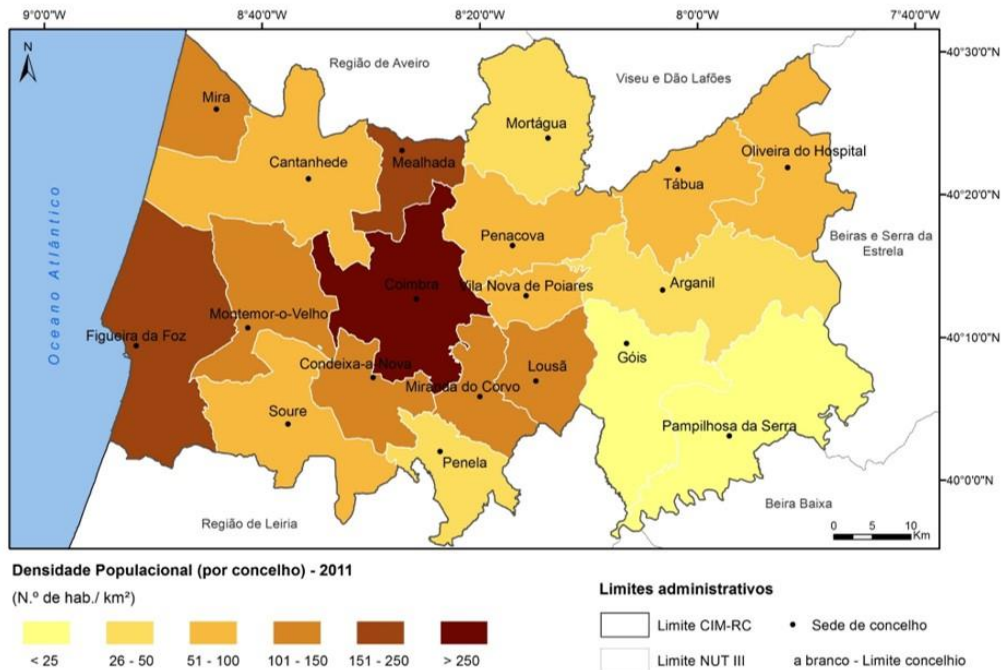 9°0'0"W 8°40'0"W 8°20'0"W 8°0'0"W 7°40'0"W
N
40°30'0"N
Região de Aveiro
Viseu e Dão Lafões
Mira
Mortágua
Cantanhede
Mealhada
Oliveira do Hospital
Tábua
40°20'0"N
Oceano Atlântico
Penacova
Beiras e Serra da
Estrela
Coimbra
Vila Nova de Poiares
Arganil
Montemor-o-Velho
Figueira da Foz
40°10'0"N
Góis
Condeixa-a-Nova
Lousã
Miranda do Corvo
Soure
Pampilhosa da Serra
Penela
40°0'0"N
Beira Baixa
Região de Leiria
0 5 10
Km
Densidade Populacional (por concelho) - 2011
(N.º de hab./ km²)
< 25 26 - 50 51 - 100 101 - 150 151 - 250 > 250
Limites administrativos
Limite CIM-RC
Sede de concelho
Limite NUT III
a branco - Limite concelho